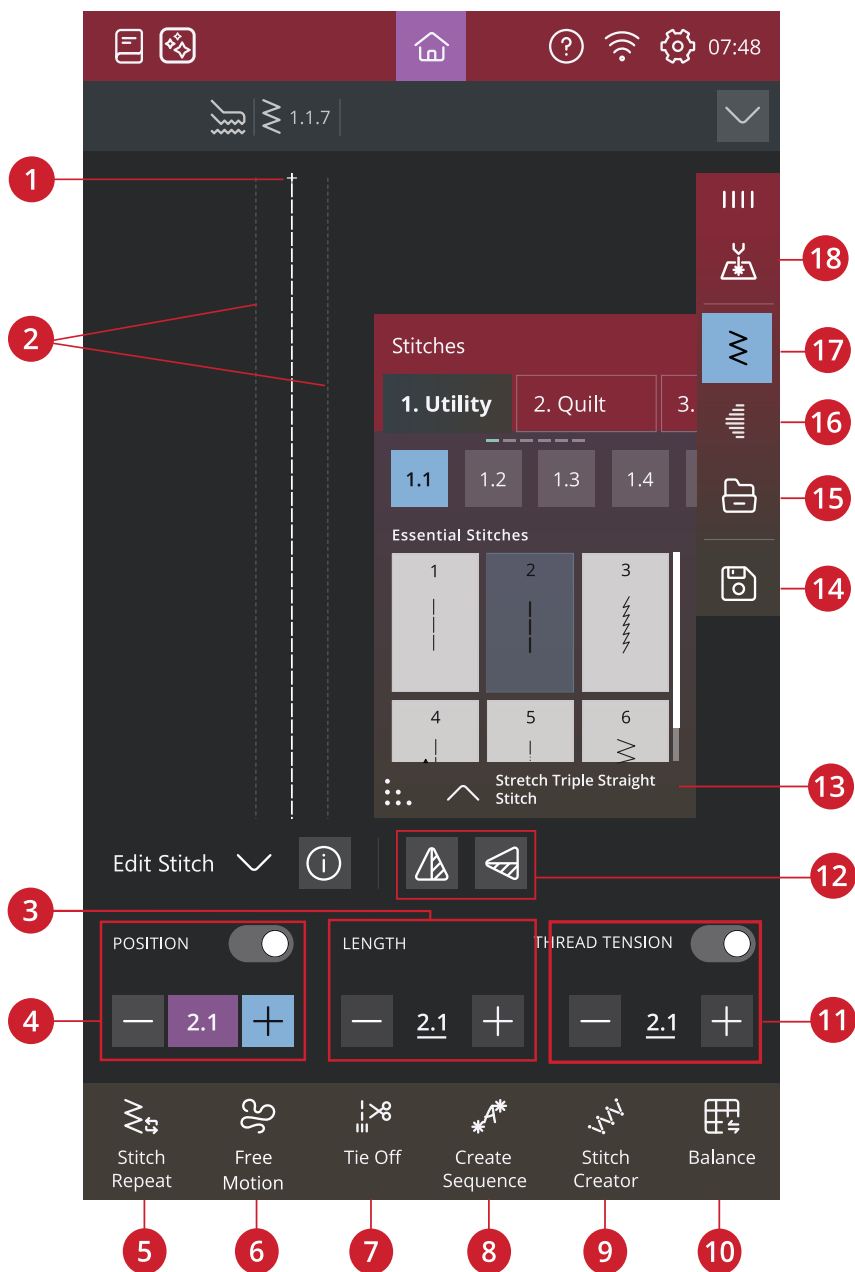 07:48
1.1.7
1
18
2
Stitches
17
1. Utility
2. Quilt
3.
16
1.1
1.2
1.3
1.4
15
Essential Stitches
1
2
3
14
4
5
6
Stretch Triple Straight
Stitch
13
Edit Stitch
12
3
POSITION
LENGTH
THREAD TENSION
4
2.1
2.1
2.1
11
Stitch
Repeat
Free
Motion
Tie Off
Create
Sequence
Stitch
Creator
Balance
5
6
7
8
9
10